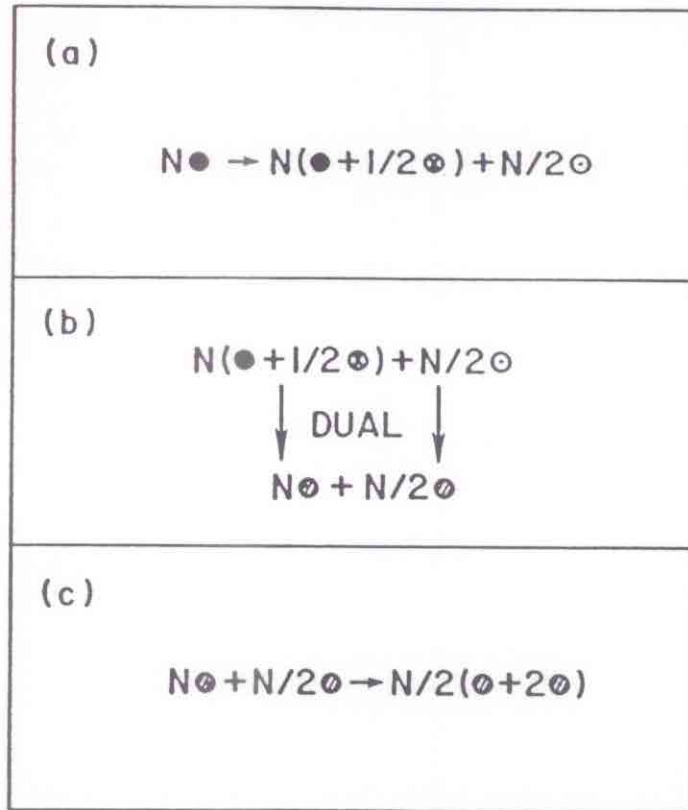 (a)
N● → N(● + 1/2⊗) + N/2⊙
(b)
N(● + 1/2⊗) + N/2⊙
DUAL
N⊘ + N/2⊘
(c)
N⊘ + N/2⊘ → N/2(⊘ + 2⊘)